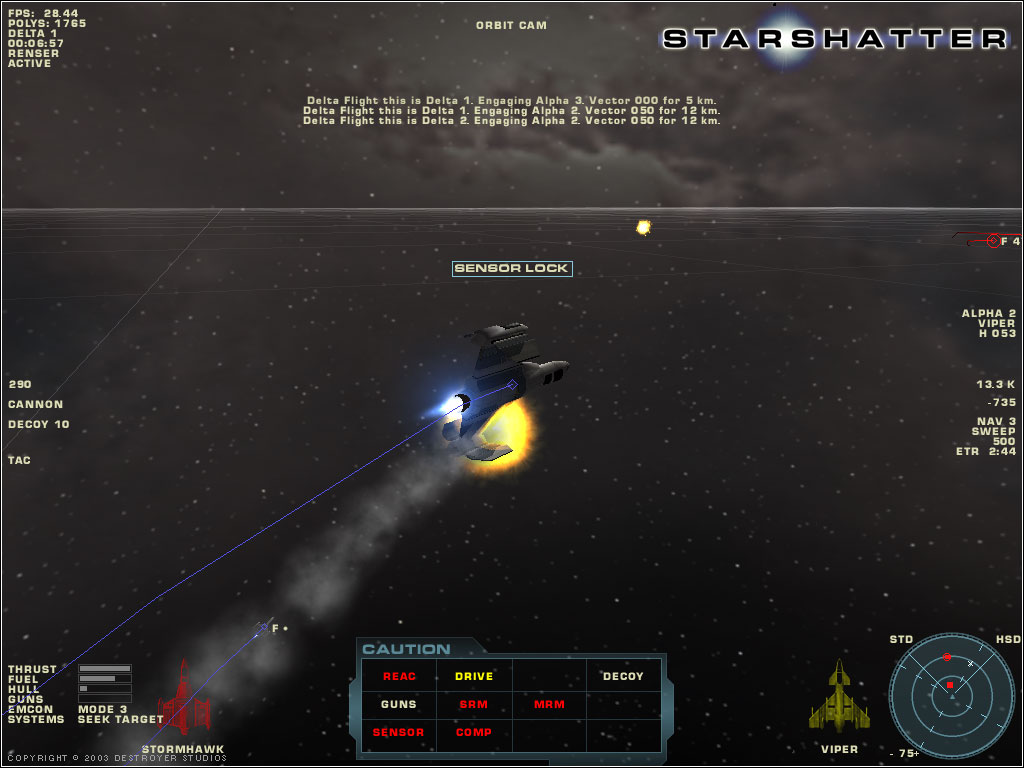 FPS: 28.44
POLYS: 1765
DELTA 1
00:06:57
RENSER
ACTIVE
ORBIT CAM
STARSHATTER
Delta Flight this is Delta 1. Engaging Alpha 3. Vector 000 for 5 km.
Delta Flight this is Delta 1. Engaging Alpha 2. Vector 050 for 12 km.
Delta Flight this is Delta 2. Engaging Alpha 2. Vector 050 for 12 km.
F 4
SENSOR LOCK
ALPHA 2
VIPER
H 053
290
CANNON
DECOY 10
TAC
13.3 K
-735
NAV 3
SWEEP
500
ETR 2:44
F
THRUST
FUEL
HULL
GUNS
EMCON MODE 3
SYSTEMS SEEK TARGET
STORMHAWK
CAUTION
REAC DRIVE DECOY
GUNS SRM MRM
SENSOR COMP
STD HSD
VIPER
- 75+
COPYRIGHT © 2003 DESTROYER STUDIOS